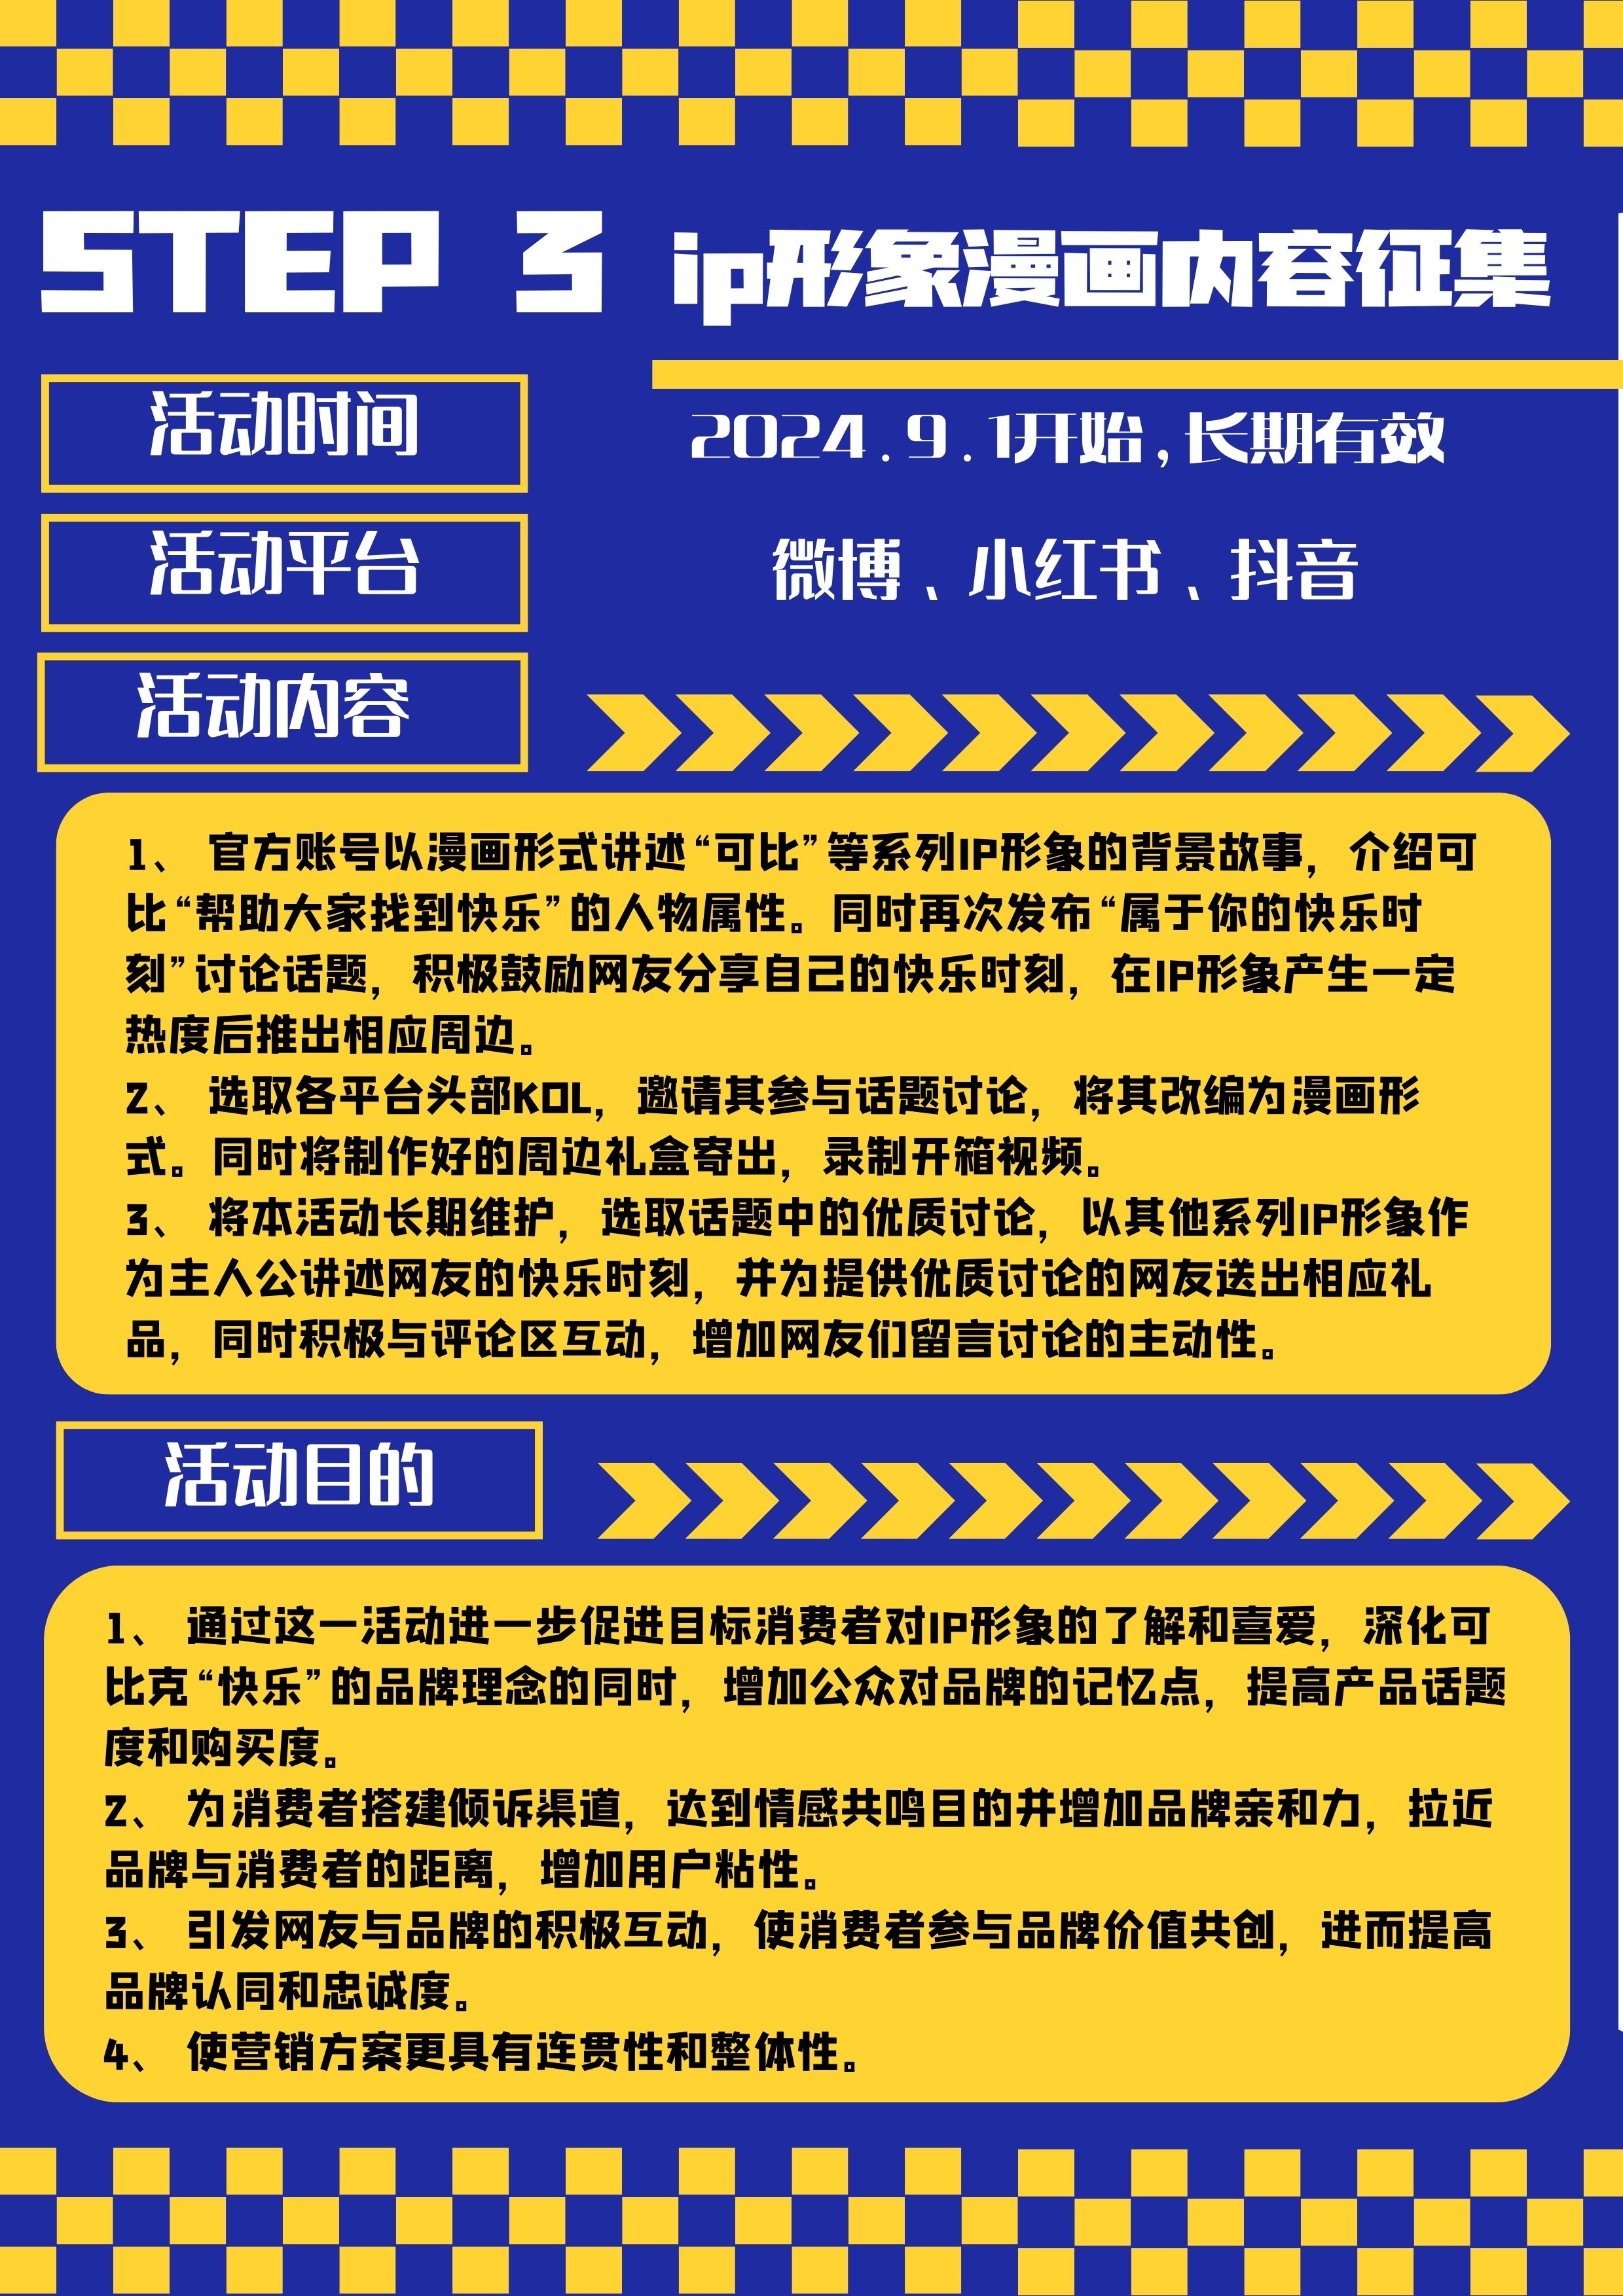 STEP 3 ip形象漫画内容征集
活动时间
2024.9.1开始,长期有效
活动平台
微博、小红书、抖音
活动内容
1、 官方账号以漫画形式讲述“可比”等系列IP形象的背景故事，介绍可
比“帮助大家找到快乐”的人物属性。同时再次发布“属于你的快乐时
刻”讨论话题，积极鼓励网友分享自己的快乐时刻，在IP形象产生一定
热度后推出相应周边。
2、 选取各平台头部KOL，邀请其参与话题讨论，将其改编为漫画形
式。同时将制作好的周边礼盒寄出，录制开箱视频。
3、 将本活动长期维护，选取话题中的优质讨论，以其他系列IP形象作
为主人公讲述网友的快乐时刻，并为提供优质讨论的网友送出相应礼
品，同时积极与评论区互动，增加网友们留言讨论的主动性。
活动目的
1、 通过这一活动进一步促进目标消费者对IP形象的了解和喜爱，深化可
比克“快乐”的品牌理念的同时，增加公众对品牌的记忆点，提高产品话题
度和购买度。
2、 为消费者搭建倾诉渠道，达到情感共鸣目的并增加品牌亲和力，拉近
品牌与消费者的距离，增加用户粘性。
3、 引发网友与品牌的积极互动，使消费者参与品牌价值共创，进而提高
品牌认同和忠诚度。
4、 使营销方案更具有连贯性和整体性。